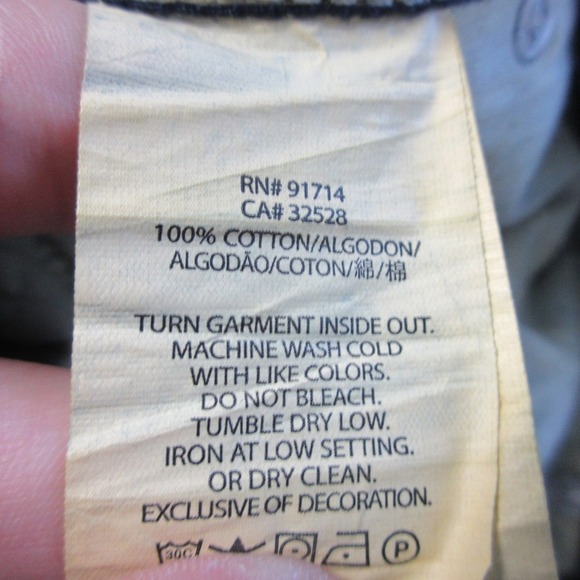 RN# 91714
CA# 32528
100% COTTON/ALGODON/
ALGODÃO/COTON/綿/棉
TURN GARMENT INSIDE OUT.
MACHINE WASH COLD
WITH LIKE COLORS.
DO NOT BLEACH.
TUMBLE DRY LOW.
IRON AT LOW SETTING.
OR DRY CLEAN.
EXCLUSIVE OF DECORATION.
30C P